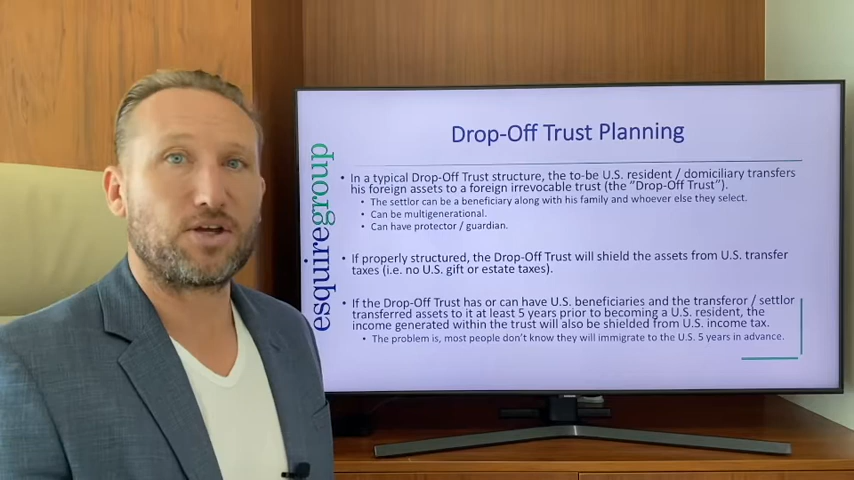 Drop-Off Trust Planning
esquiregroup
• In a typical Drop-Off Trust structure, the to-be U.S. resident / domiciliary transfers
his foreign assets to a foreign irrevocable trust (the "Drop-Off Trust").
• The settlor can be a beneficiary along with his family and whoever else they select.
• Can be multigenerational.
• Can have protector / guardian.
• If properly structured, the Drop-Off Trust will shield the assets from U.S. transfer
taxes (i.e. no U.S. gift or estate taxes).
• If the Drop-Off Trust has or can have U.S. beneficiaries and the transferor / settlor
transferred assets to it at least 5 years prior to becoming a U.S. resident, the
income generated within the trust will also be shielded from U.S. income tax.
• The problem is, most people don't know they will immigrate to the U.S. 5 years in advance.